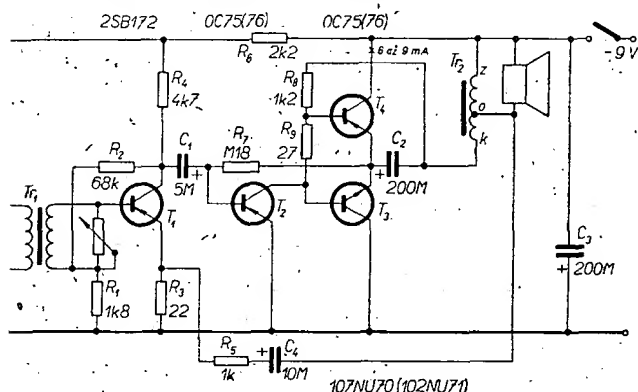 2SB172 OC75(76) OC75(76)
R6 2k2
6 až 9 mA
-9 V
Tr2
R4 4k7
R8 1k2
T4
z
o
k
R2 68k
C1 5M +
R7 M18
R9 27
C2 + 200M
Tr1
T1
T2
T3
C3 + 200M
R1 1k8
R3 22
R5 1k
C4 + 10M
107NU70 (102NU71)